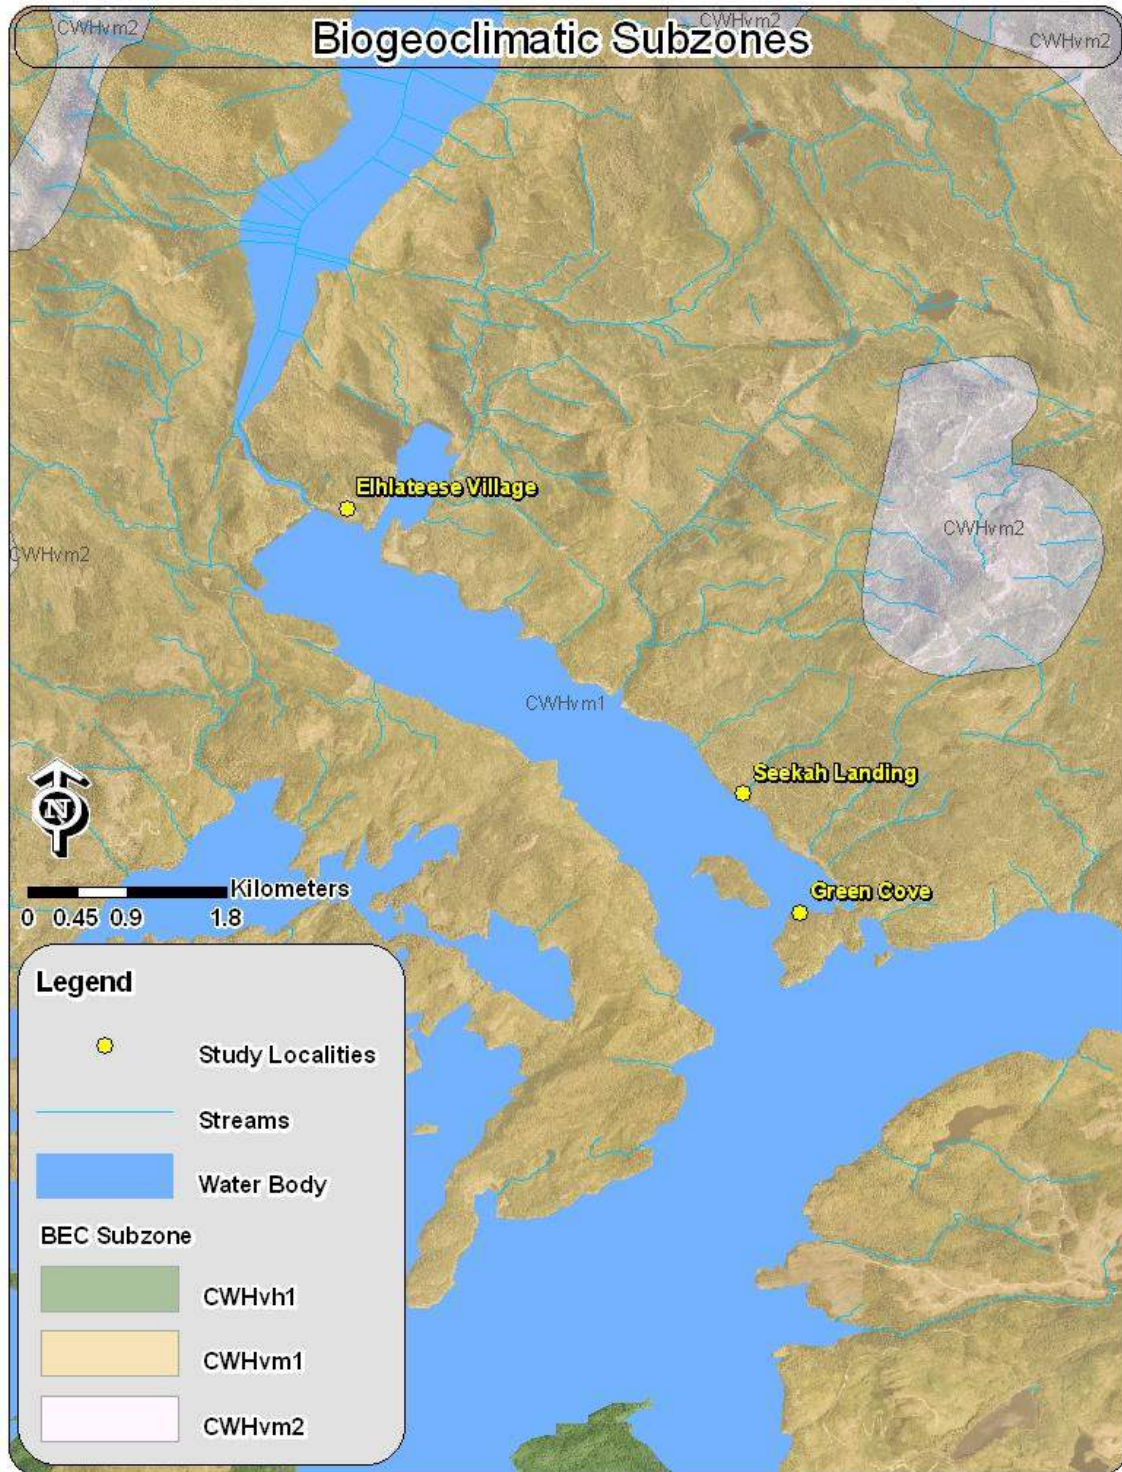 CWHvm2
CWHvm2
Biogeoclimatic Subzones
CWHvm2
Elhlateese Village
CWHvm2
CWHvm2
CWHvm1
Seekah Landing
N
Kilometers
Green Cove
0 0.45 0.9 1.8
Legend
Study Localities
Streams
Water Body
BEC Subzone
CWHvh1
CWHvm1
CWHvm2